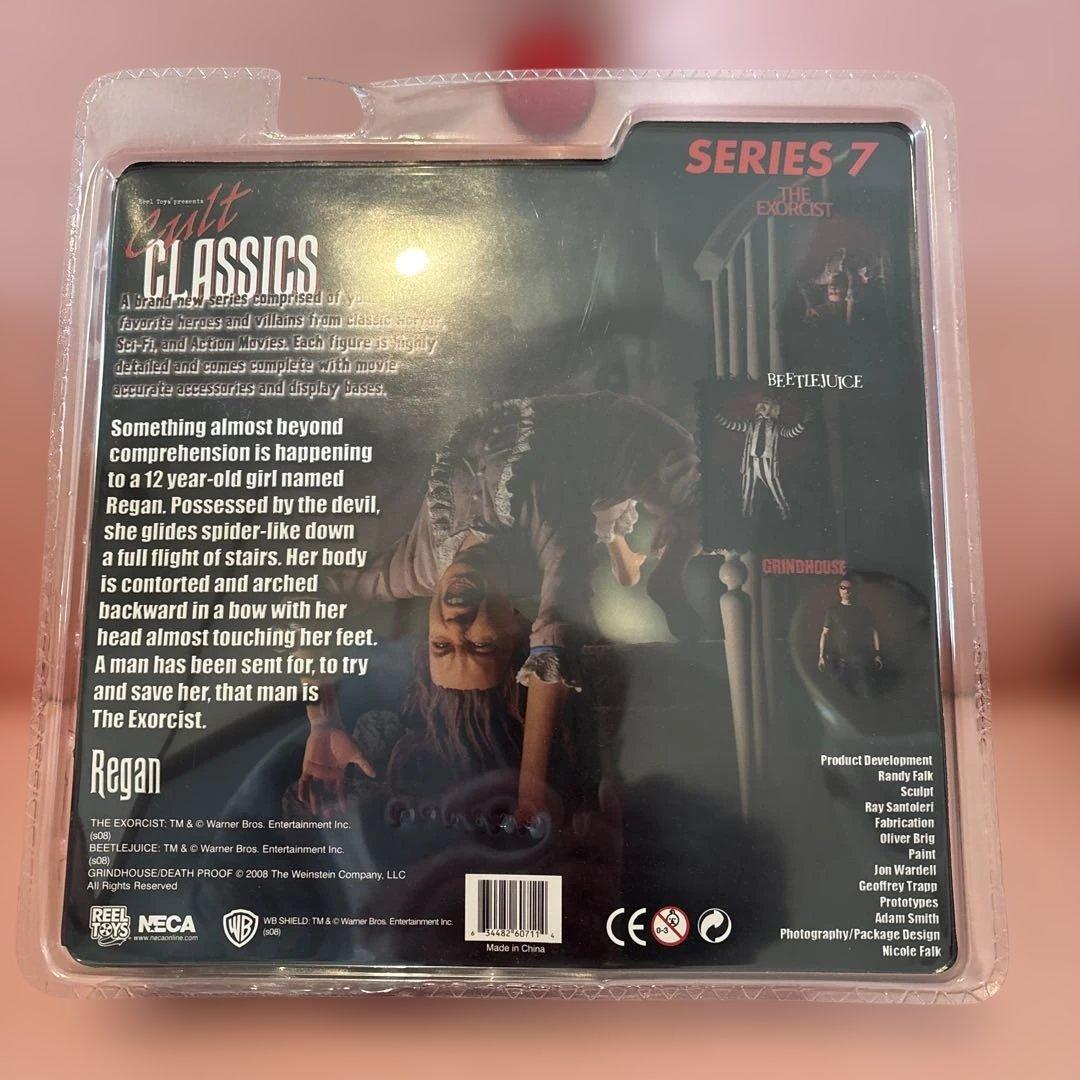 Reel Toys presents
Cult
CLASSICS
A brand new series comprised of
favorite heroes and villains from classic Horror,
Sci-Fi, and Action Movies. Each figure is highly
detailed and comes complete with movie
accurate accessories and display bases.
Something almost beyond
comprehension is happening
to a 12 year-old girl named
Regan. Possessed by the devil,
she glides spider-like down
a full flight of stairs. Her body
is contorted and arched
backward in a bow with her
head almost touching her feet.
A man has been sent for, to try
and save her, that man is
The Exorcist.
Regan
THE EXORCIST: TM & © Warner Bros. Entertainment Inc.
(s08)
BEETLEJUICE: TM & © Warner Bros. Entertainment Inc.
(s08)
GRINDHOUSE/DEATH PROOF © 2008 The Weinstein Company, LLC
All Rights Reserved
REEL
TOYS
NECA
www.necaonline.com
WB
WB SHIELD: TM & © Warner Bros. Entertainment Inc.
(s08)
6 34482 60711 4
Made in China
CE
0-3
SERIES 7
THE
EXORCIST
BEETLEJUICE
GRINDHOUSE
Product Development
Randy Falk
Sculpt
Ray Santoleri
Fabrication
Oliver Brig
Paint
Jon Wardell
Geoffrey Trapp
Prototypes
Adam Smith
Photography/Package Design
Nicole Falk